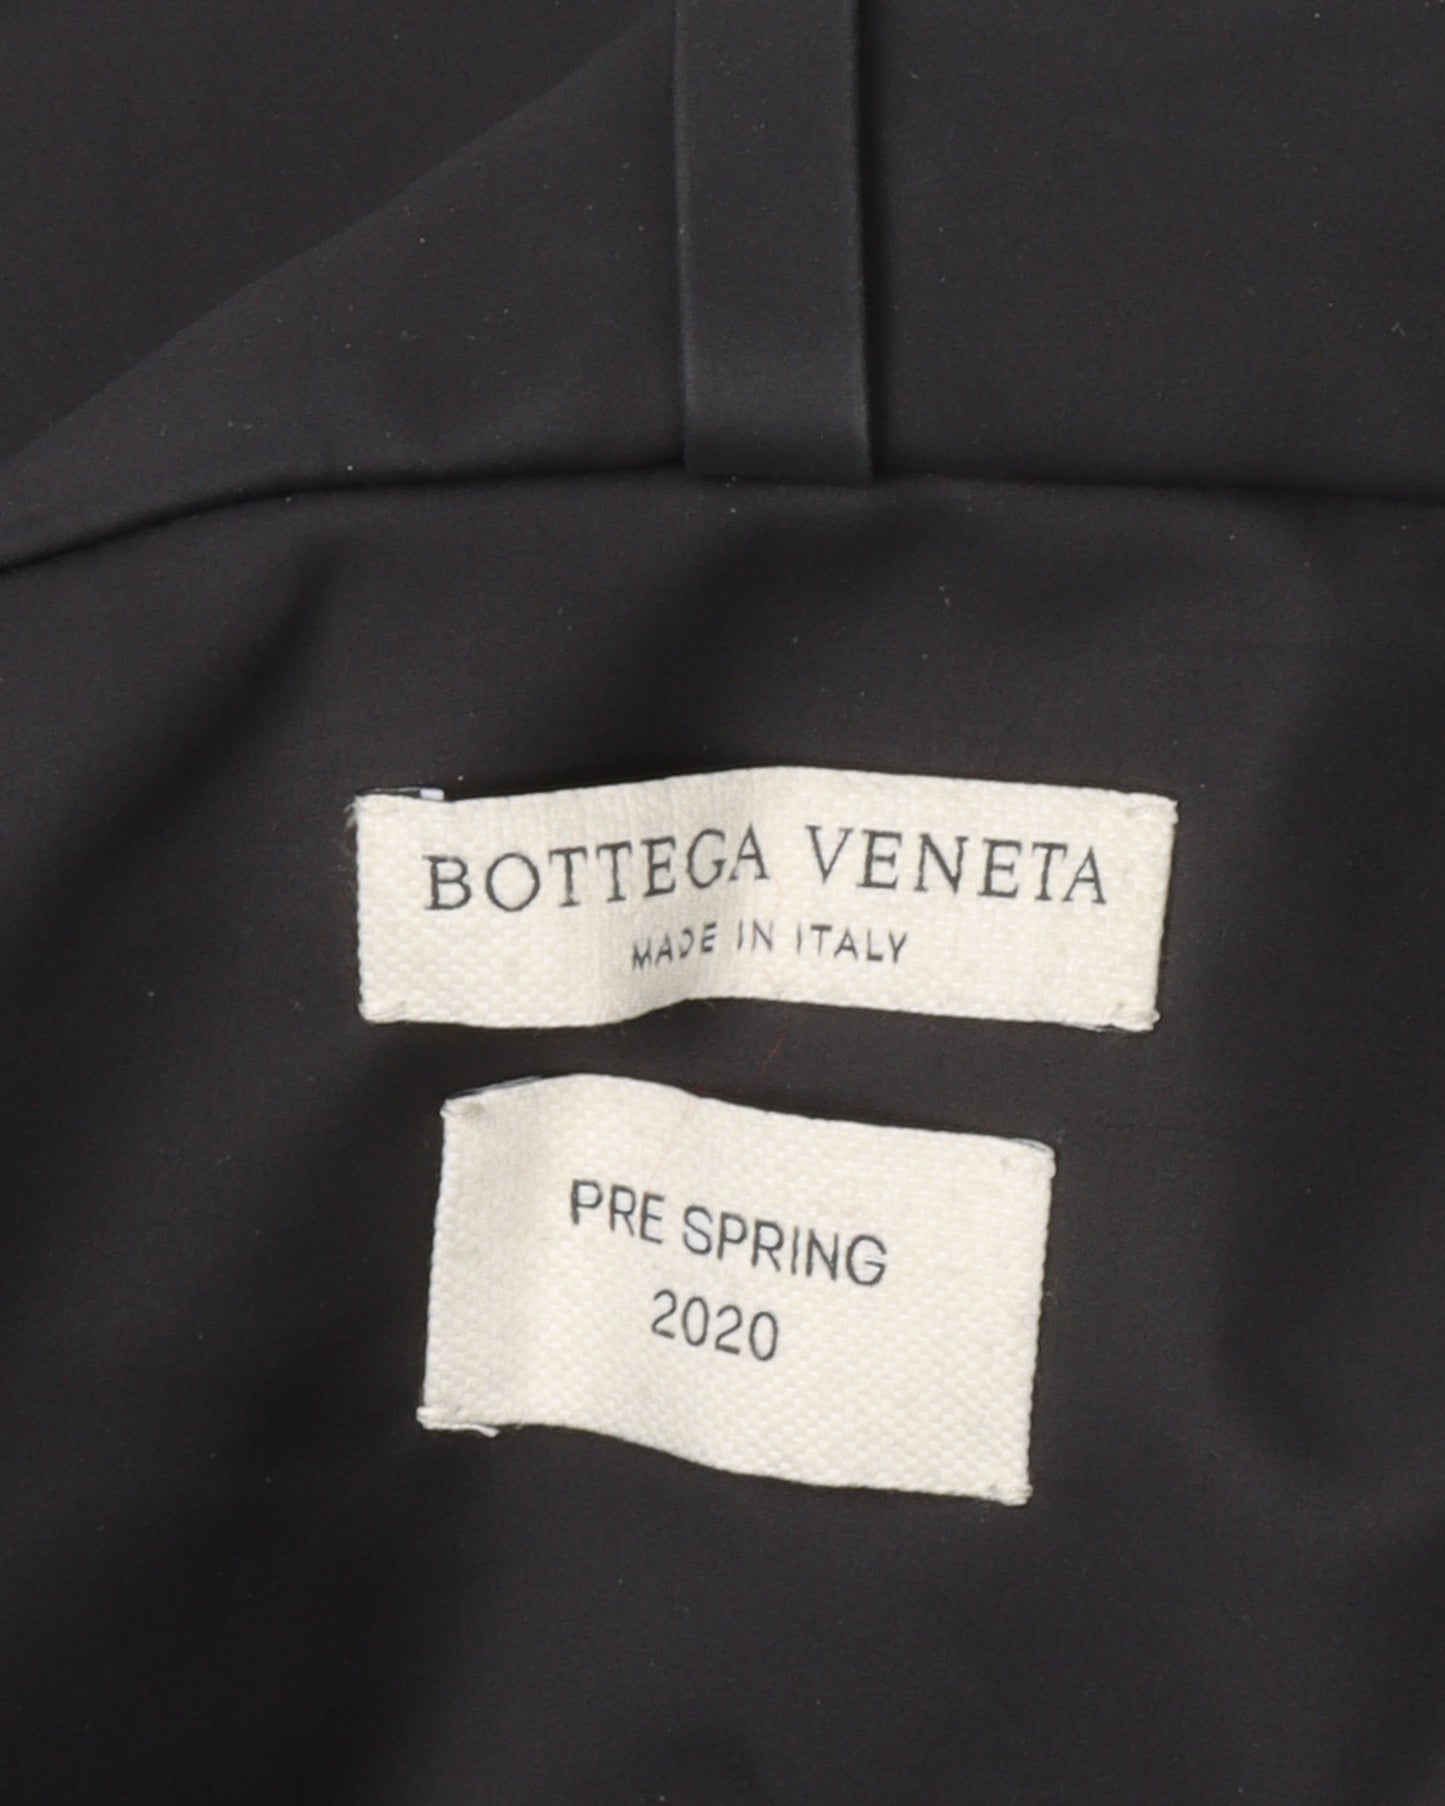 BOTTEGA VENETA
MADE IN ITALY
PRE SPRING
2020